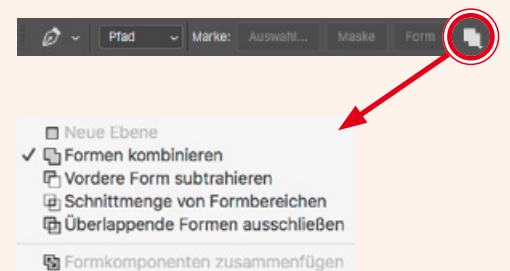 Pfad Marke: Auswahl... Maske Form
Neue Ebene
Formen kombinieren
Vordere Form subtrahieren
Schnittmenge von Formbereichen
Überlappende Formen ausschließen
Formkomponenten zusammenfügen